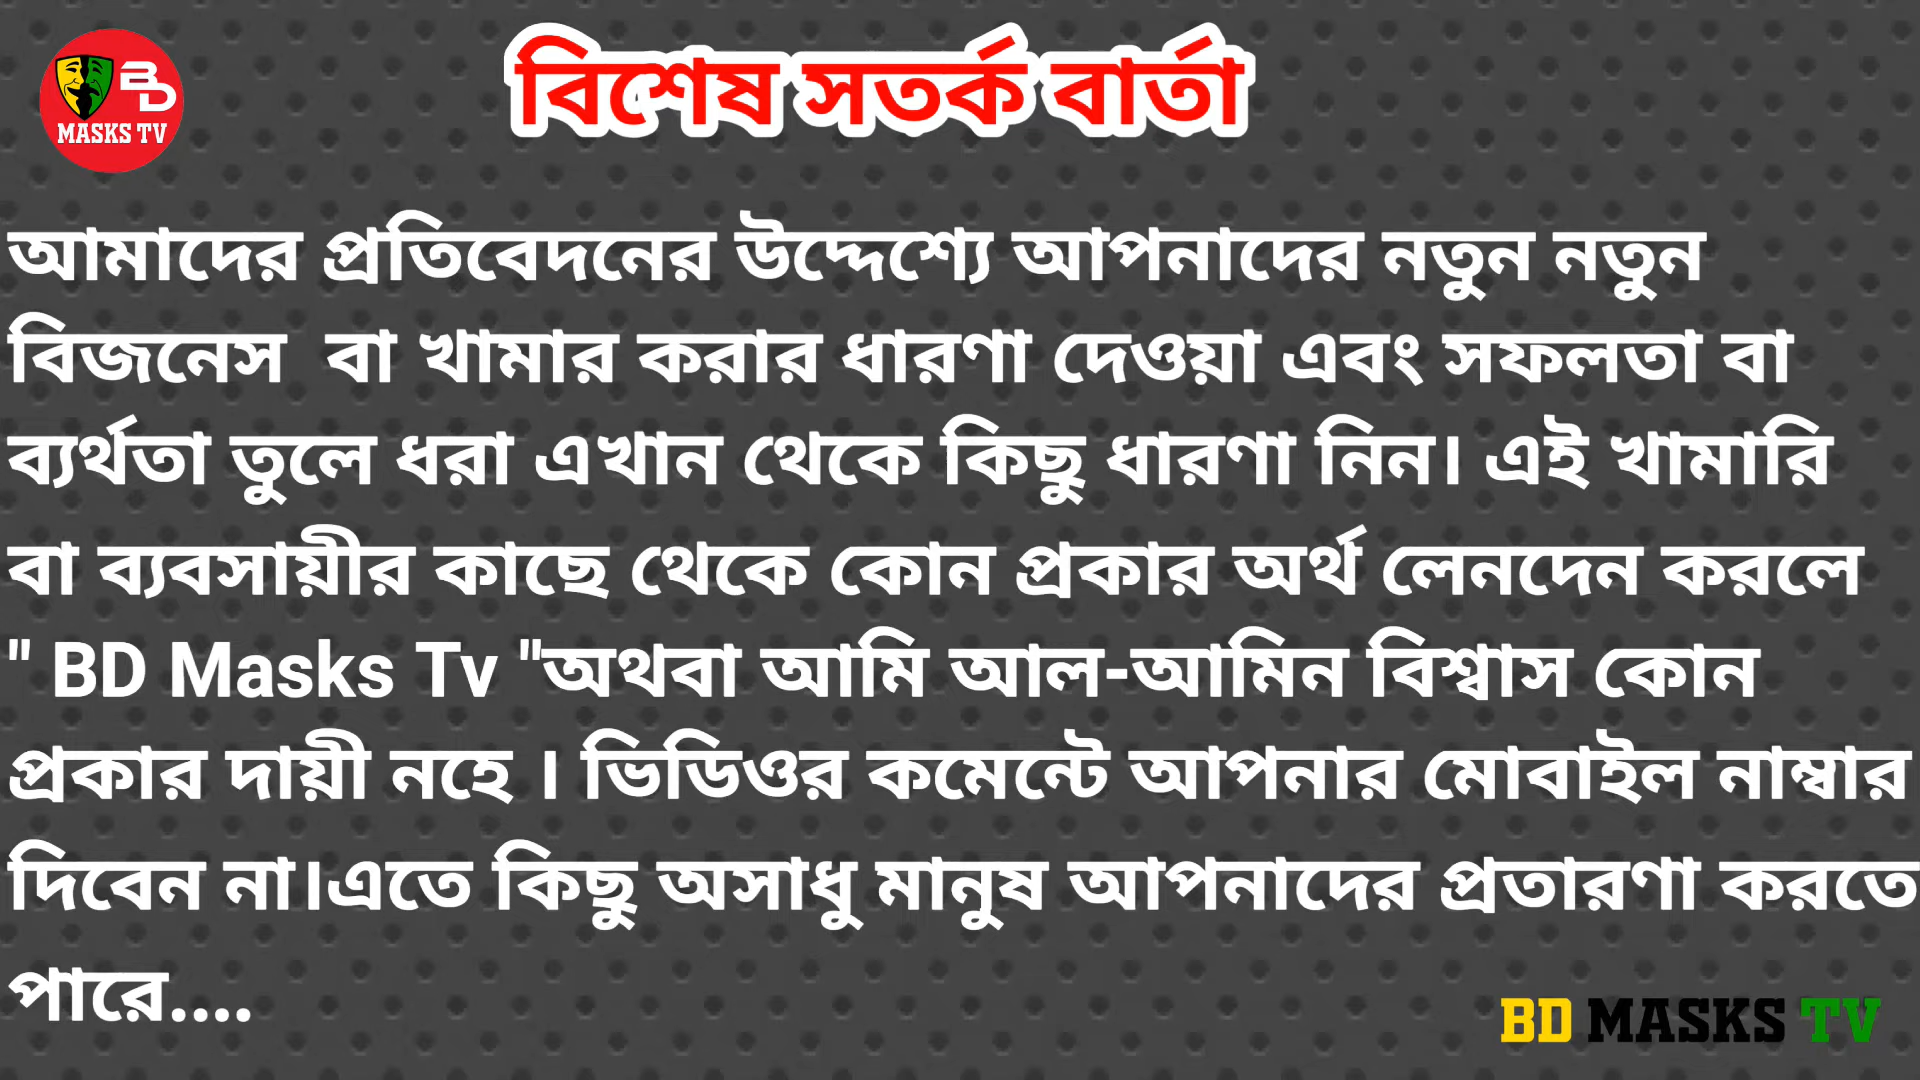 BD
MASKS TV
বিশেষ সতর্ক বার্তা
আমাদের প্রতিবেদনের উদ্দেশ্যে আপনাদের নতুন নতুন
বিজনেস  বা খামার করার ধারণা দেওয়া এবং সফলতা বা
ব্যর্থতা তুলে ধরা এখান থেকে কিছু ধারণা নিন। এই খামারি
বা ব্যবসায়ীর কাছে থেকে কোন প্রকার অর্থ লেনদেন করলে
" BD Masks Tv "অথবা আমি আল-আমিন বিশ্বাস কোন
প্রকার দায়ী নহে । ভিডিওর কমেন্টে আপনার মোবাইল নাম্বার
দিবেন না।এতে কিছু অসাধু মানুষ আপনাদের প্রতারণা করতে
পারে....
BD MASKS TV